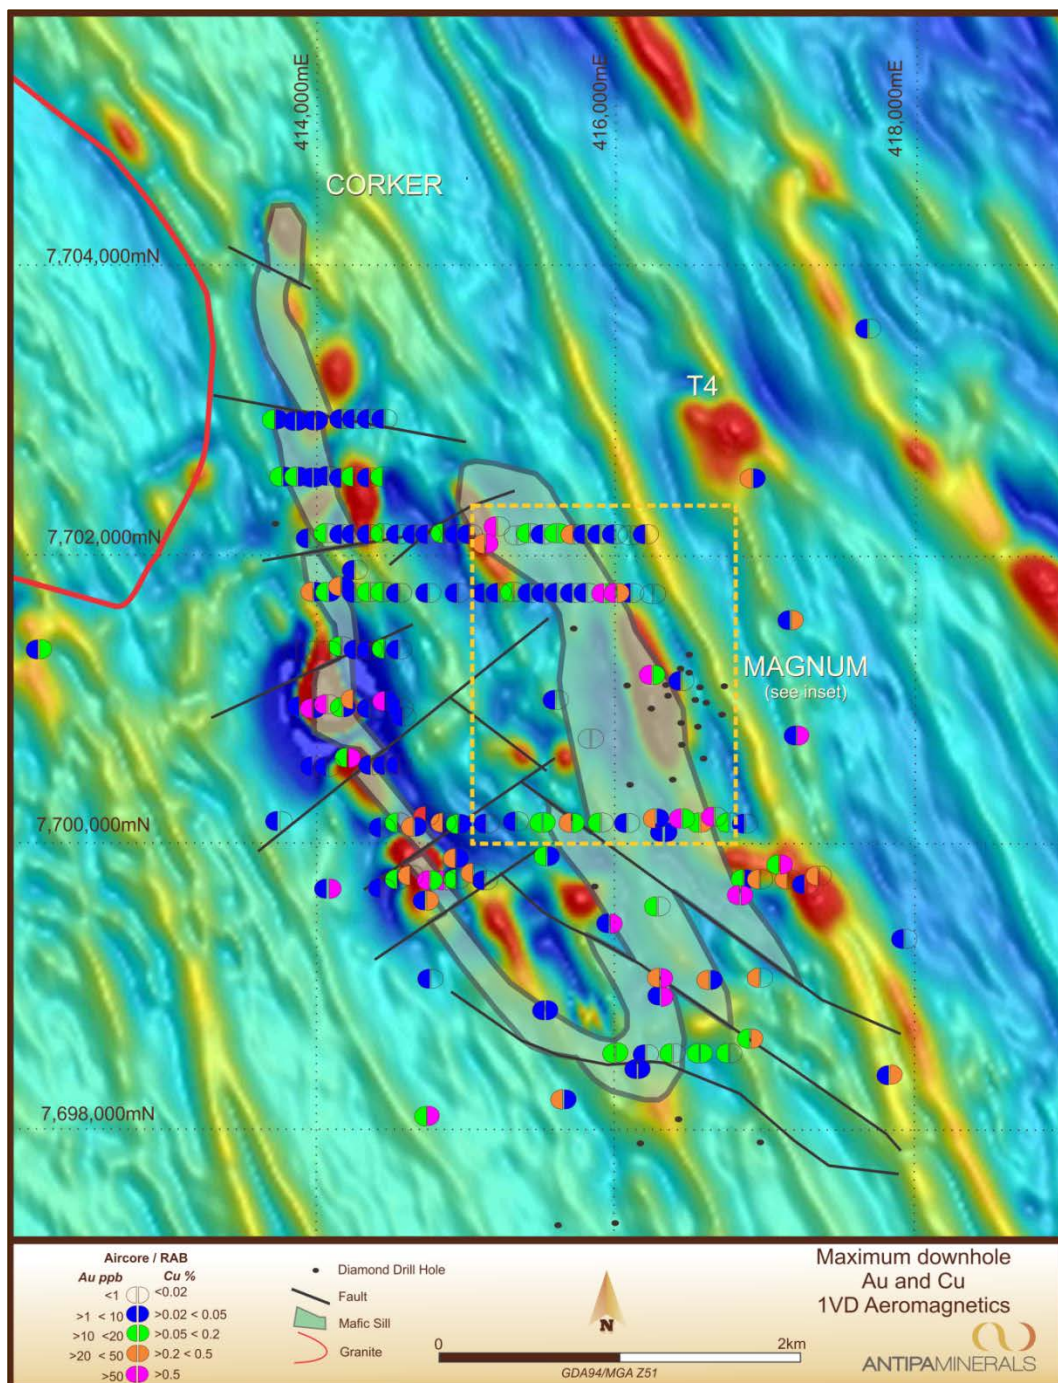 414,000mE
416,000mE
418,000mE
CORKER
7,704,000mN
T4
7,702,000mN
MAGNUM
(see inset)
7,700,000mN
7,698,000mN
Aircore / RAB
Au ppb Cu %
<1 <0.02
>1 < 10 >0.02 < 0.05
>10 <20 >0.05 < 0.2
>20 < 50 >0.2 < 0.5
>50 >0.5
Diamond Drill Hole
Fault
Mafic Sill
Granite
N
0 2km
GDA94/MGA Z51
Maximum downhole
Au and Cu
1VD Aeromagnetics
ANTIPAMINERALS